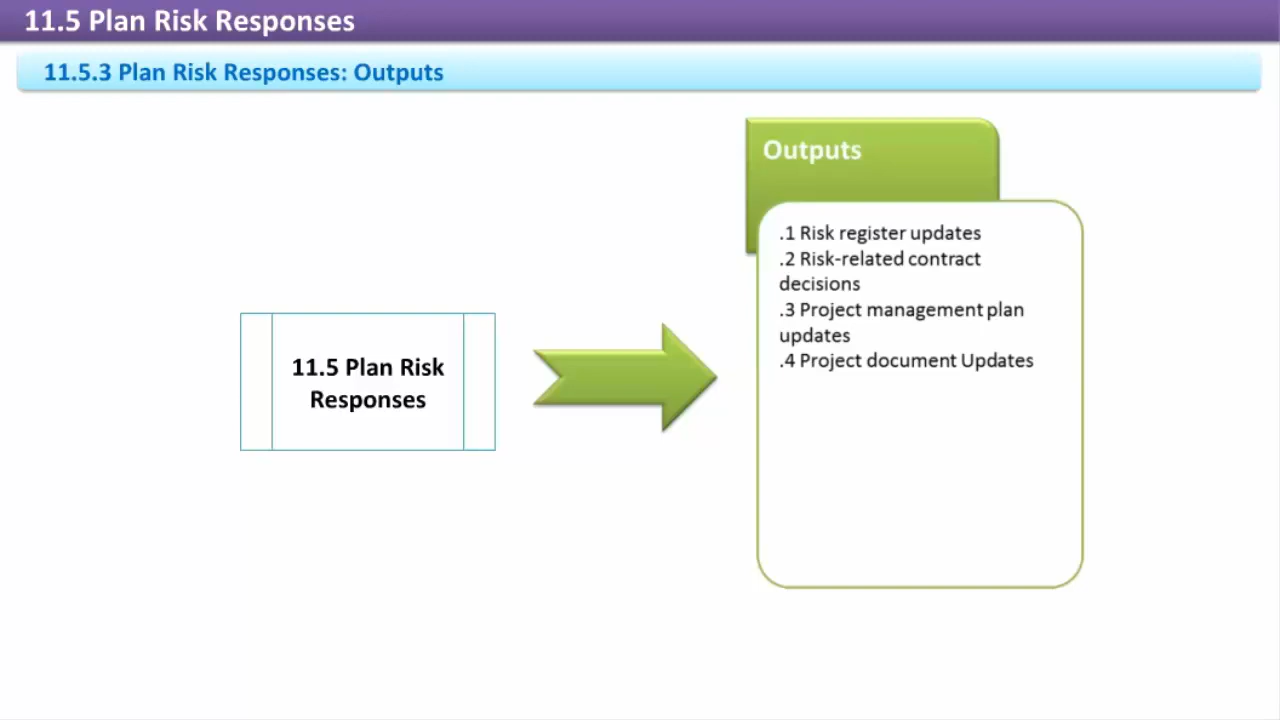 11.5 Plan Risk Responses
11.5.3 Plan Risk Responses: Outputs
Outputs
.1 Risk register updates
.2 Risk-related contract
decisions
.3 Project management plan
updates
.4 Project document Updates
11.5 Plan Risk
Responses